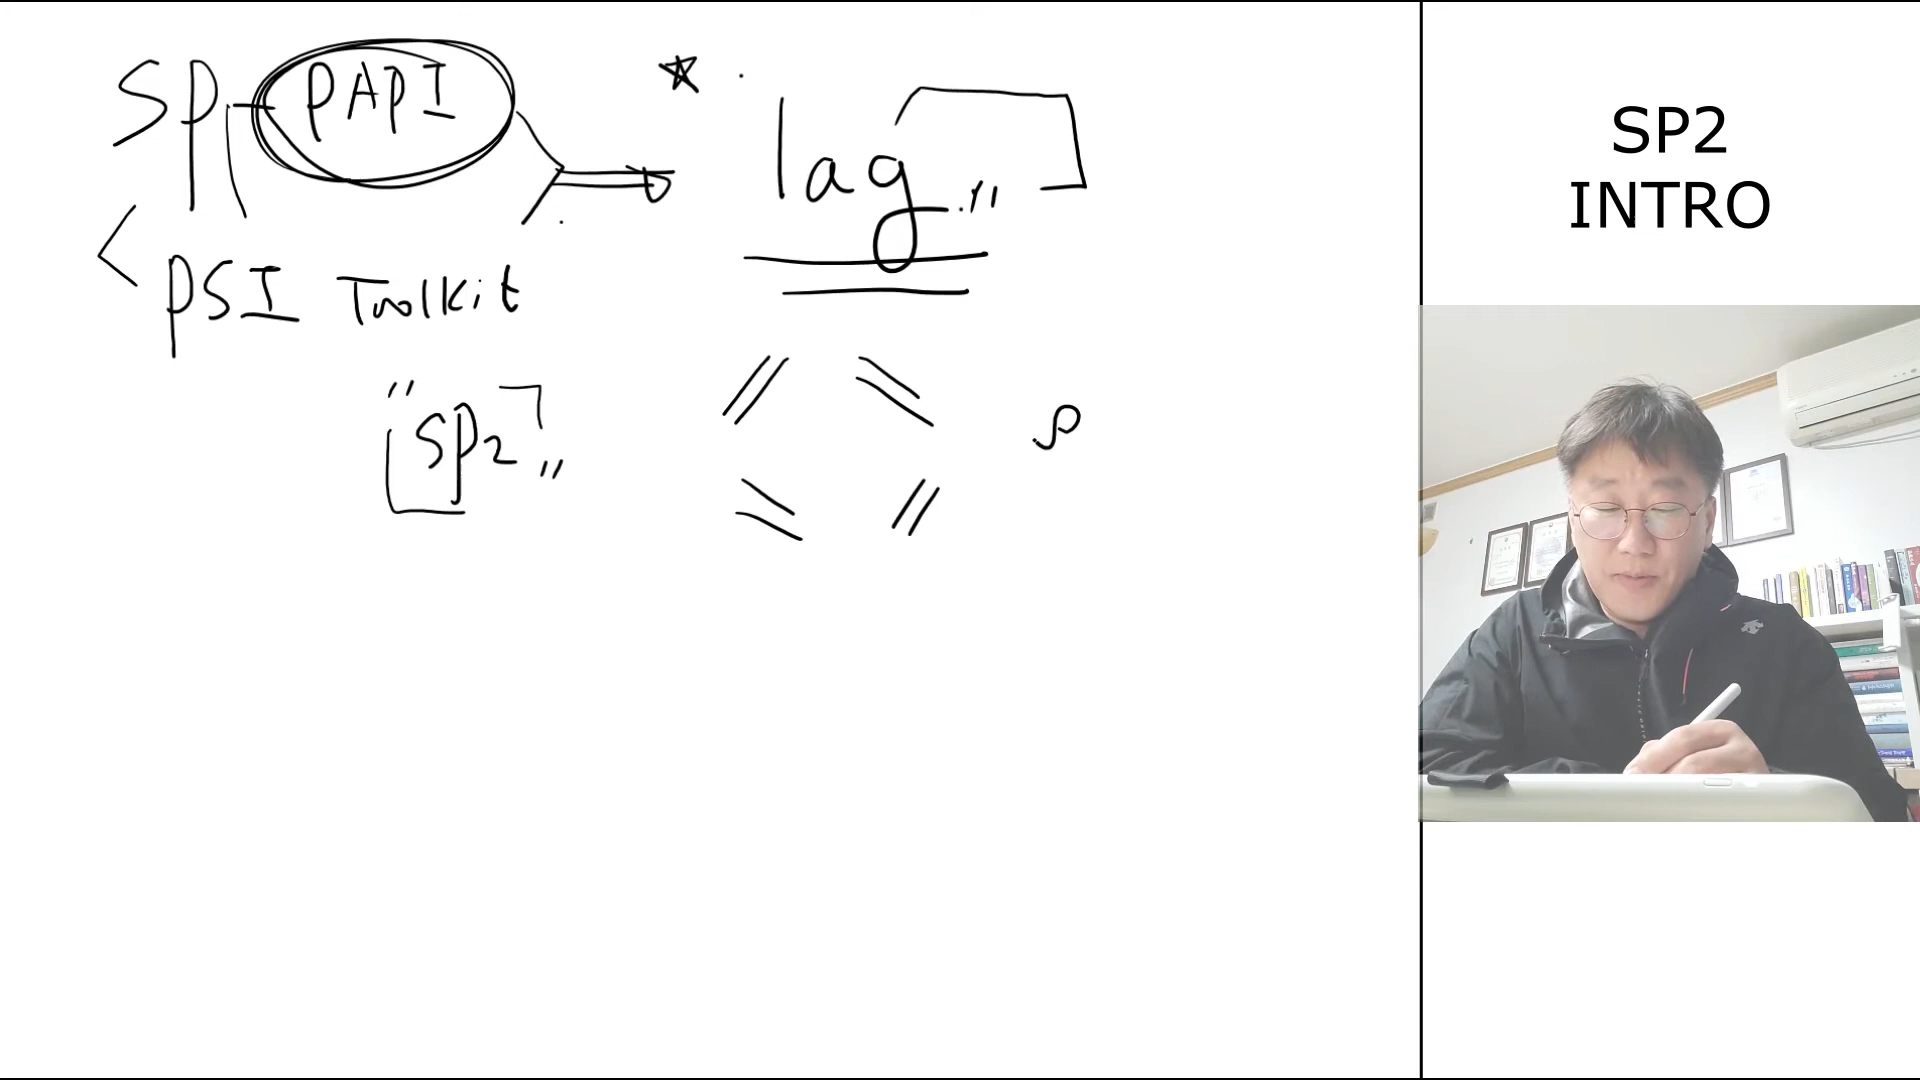 SP-PAPI
lag
PSI Toolkit
"SP2"
SP2
INTRO